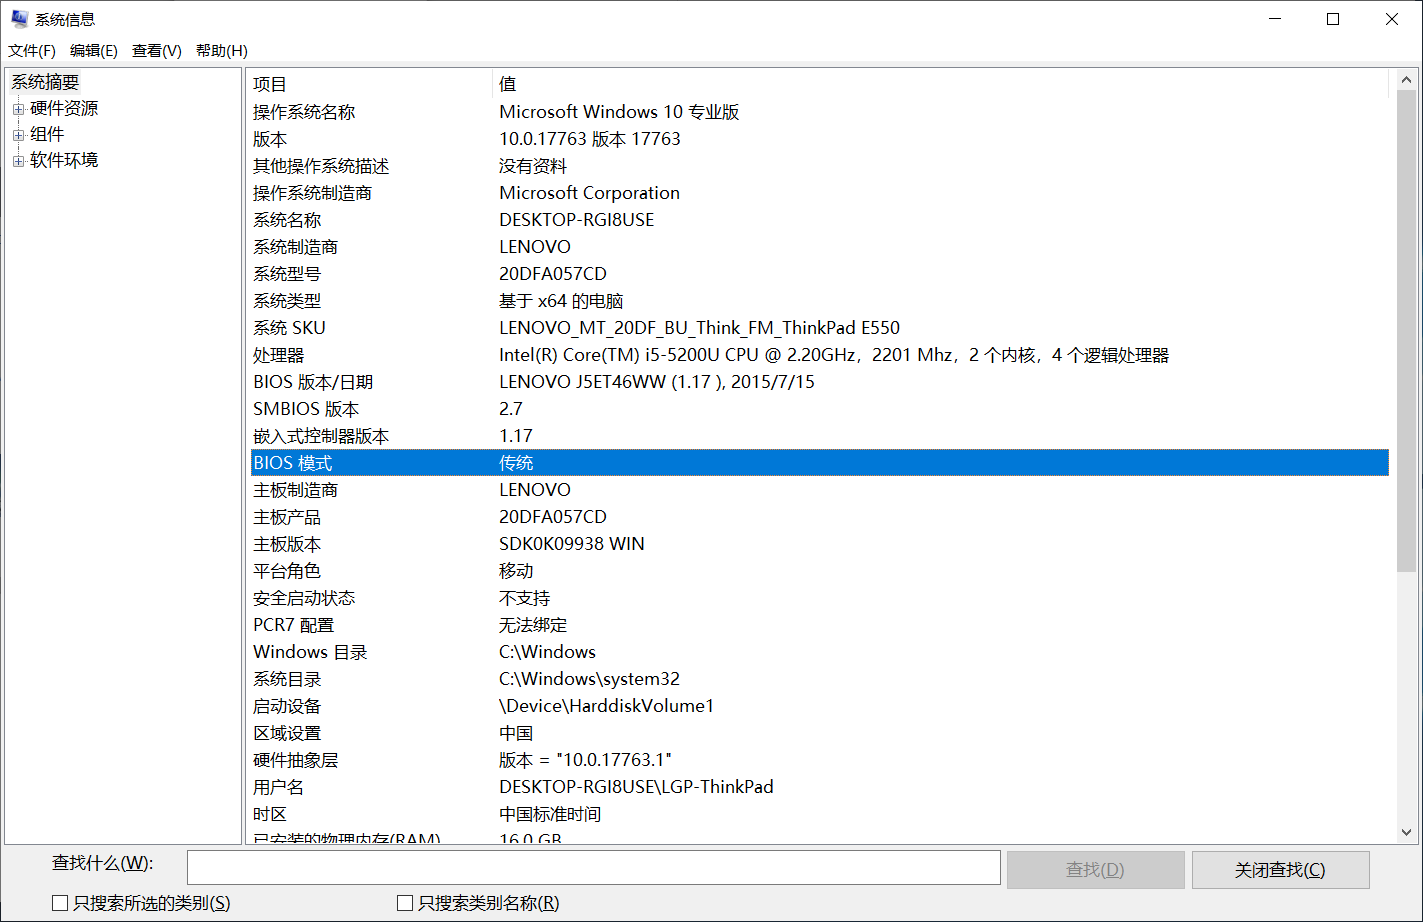 系统信息
文件(F) 编辑(E) 查看(V) 帮助(H)
系统摘要
硬件资源
组件
软件环境
项目 值
操作系统名称 Microsoft Windows 10 专业版
版本 10.0.17763 版本 17763
其他操作系统描述 没有资料
操作系统制造商 Microsoft Corporation
系统名称 DESKTOP-RGI8USE
系统制造商 LENOVO
系统型号 20DFA057CD
系统类型 基于 x64 的电脑
系统 SKU LENOVO_MT_20DF_BU_Think_FM_ThinkPad E550
处理器 Intel(R) Core(TM) i5-5200U CPU @ 2.20GHz，2201 Mhz，2 个内核，4 个逻辑处理器
BIOS 版本/日期 LENOVO J5ET46WW (1.17 ), 2015/7/15
SMBIOS 版本 2.7
嵌入式控制器版本 1.17
BIOS 模式 传统
主板制造商 LENOVO
主板产品 20DFA057CD
主板版本 SDK0K09938 WIN
平台角色 移动
安全启动状态 不支持
PCR7 配置 无法绑定
Windows 目录 C:\Windows
系统目录 C:\Windows\system32
启动设备 \Device\HarddiskVolume1
区域设置 中国
硬件抽象层 版本 = "10.0.17763.1"
用户名 DESKTOP-RGI8USE\LGP-ThinkPad
时区 中国标准时间
已安装的物理内存(RAM) 16.0 GB
查找什么(W): 查找(D) 关闭查找(C)
只搜索所选的类别(S) 只搜索类别名称(R)